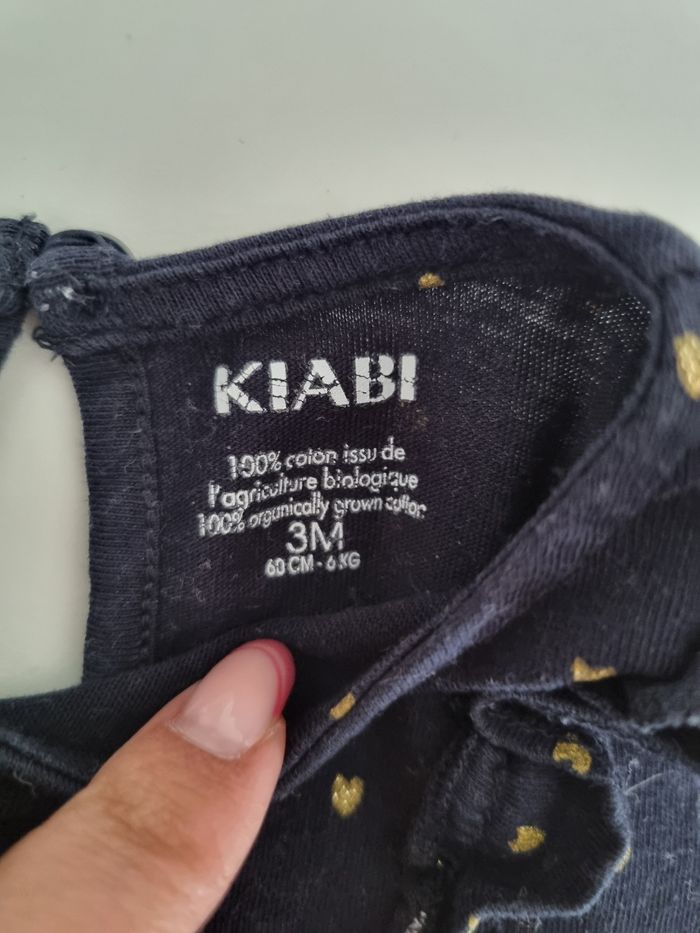 KIABI
100% coton issu de
l'agriculture biologique
100% organically grown cotton
3M
60 CM - 6 KG